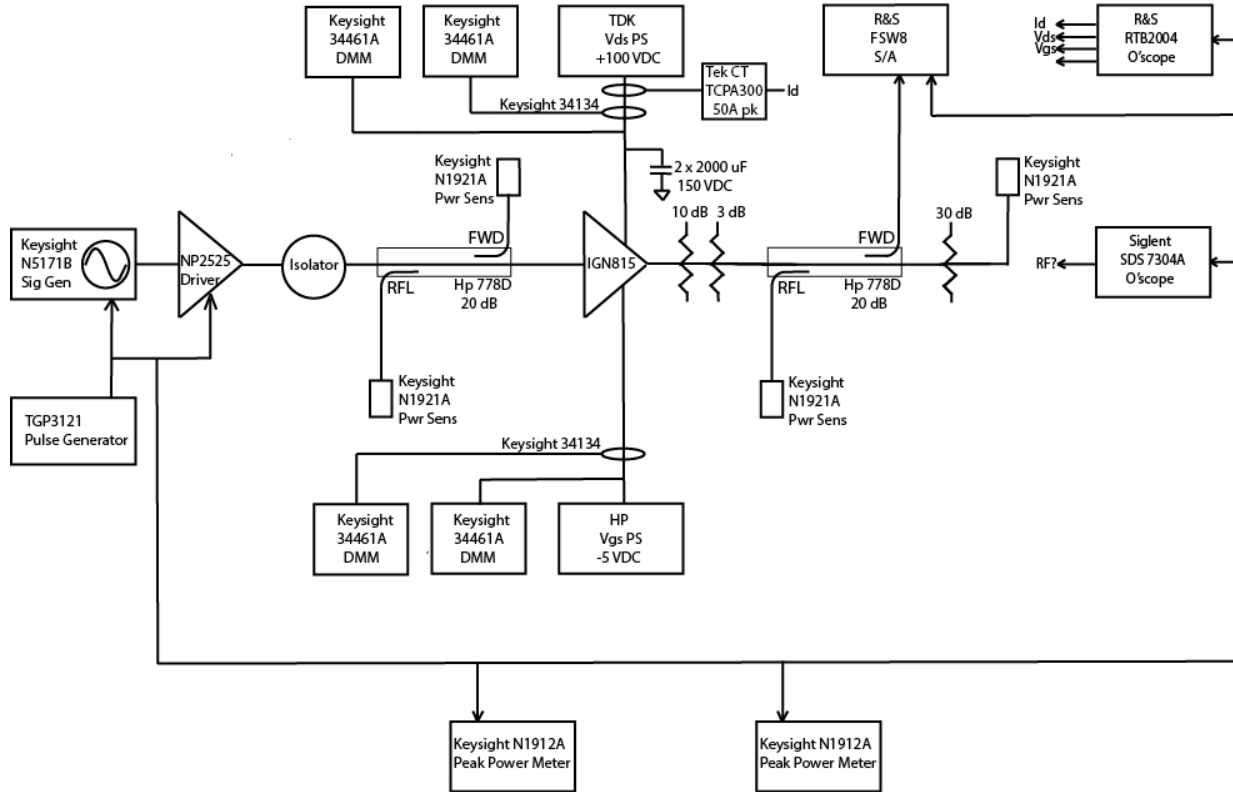 Keysight
34461A
DMM
Keysight
34461A
DMM
TDK
Vds PS
+100 VDC
Tek CT
TCPA300
50A pk
Id
Keysight 34134
R&S
FSW8
S/A
Id
Vds
Vgs
R&S
RTB2004
O'scope
2 x 2000 uF
150 VDC
Keysight
N1921A
Pwr Sens
Keysight
N1921A
Pwr Sens
10 dB
3 dB
30 dB
Keysight
N5171B
Sig Gen
NP2525
Driver
Isolator
FWD
RFL
Hp 778D
20 dB
IGN815
FWD
RFL
Hp 778D
20 dB
RF?
Siglent
SDS 7304A
O'scope
Keysight
N1921A
Pwr Sens
Keysight
N1921A
Pwr Sens
TGP3121
Pulse Generator
Keysight 34134
Keysight
34461A
DMM
Keysight
34461A
DMM
HP
Vgs PS
-5 VDC
Keysight N1912A
Peak Power Meter
Keysight N1912A
Peak Power Meter